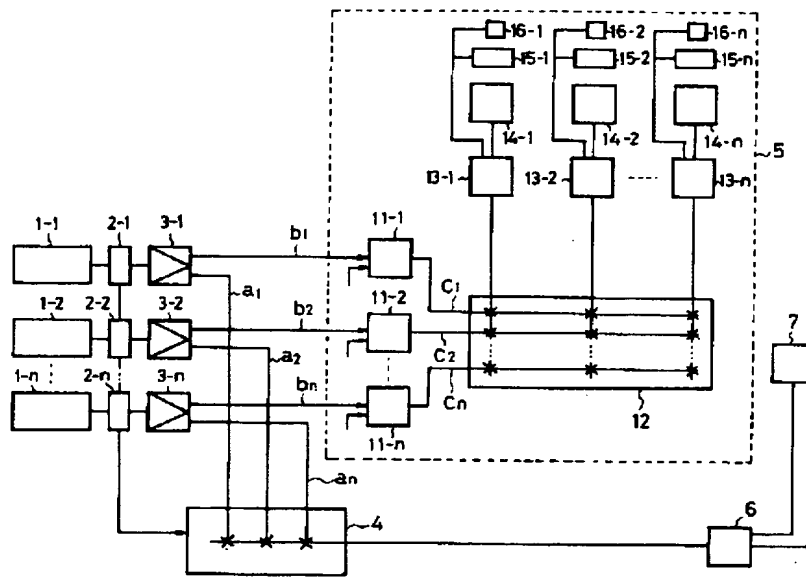 16-1 16-2 16-n
15-1 15-2 15-n
14-1 14-2 14-n
5
13-1 13-2 13-n
1-1 2-1 3-1 b1 11-1
a1 C1
1-2 2-2 3-2 b2 11-2 7
a2 C2
1-n 2-n 3-n bn Cn
11-n 12
an
4 6